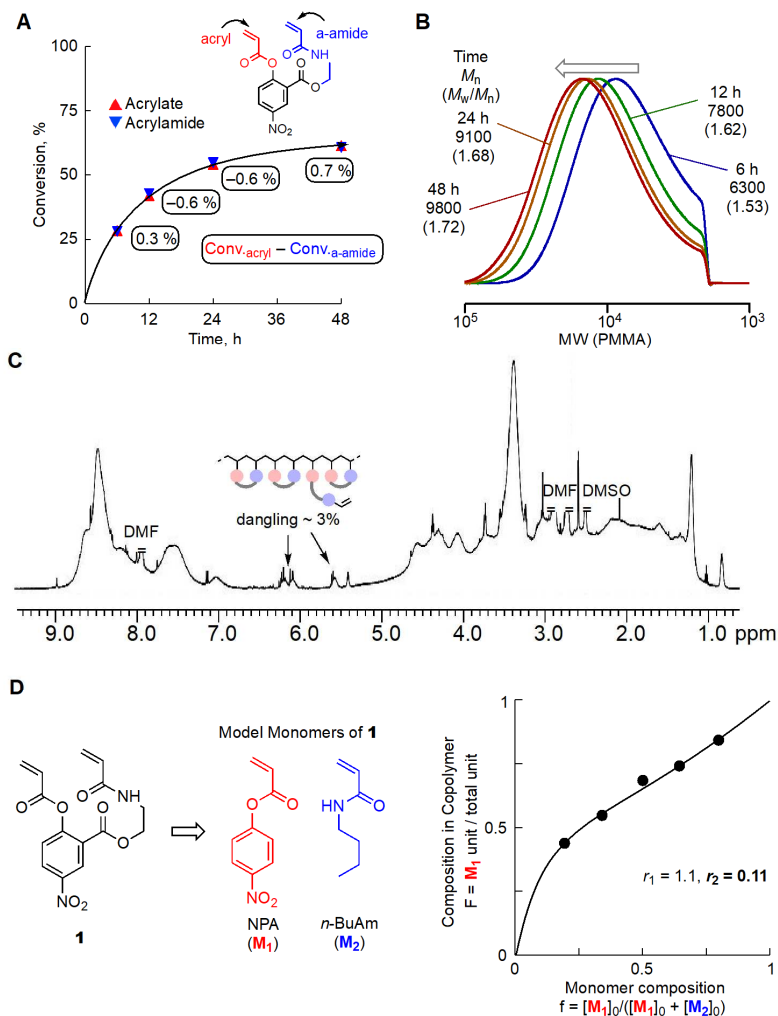 A
acryl
a-amide
O
O
O
NH
O
O
NO2
Acrylate
Acrylamide
Conversion, %
100
75
50
25
0
0.3 %
−0.6 %
−0.6 %
0.7 %
Conv.acryl − Conv.a-amide
0 12 24 36 48
Time, h
B
Time
Mn
(Mw/Mn)
24 h
9100
(1.68)
48 h
9800
(1.72)
12 h
7800
(1.62)
6 h
6300
(1.53)
10^5 10^4 10^3
MW (PMMA)
C
dangling ~ 3%
DMF
DMF
DMSO
9.0 8.0 7.0 6.0 5.0 4.0 3.0 2.0 1.0 ppm
D
Model Monomers of 1
O
O
O
NH
O
O
NO2
1
O
O
NO2
NPA
(M1)
HN
O
n-BuAm
(M2)
Composition in Copolymer
F = M1 unit / total unit
1
0.5
0
r1 = 1.1, r2 = 0.11
0 0.5 1
Monomer composition
f = [M1]0/([M1]0 + [M2]0)